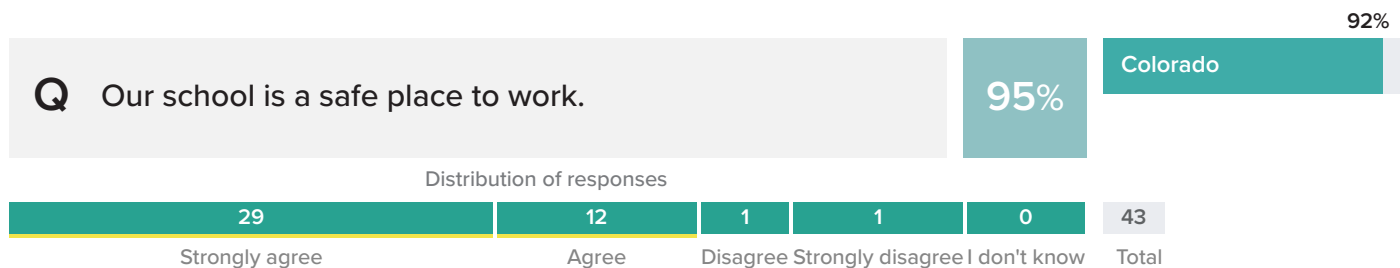 92%
Q Our school is a safe place to work.
95%
Colorado
Distribution of responses
29 12 1 1 0 43
Strongly agree Agree Disagree Strongly disagree I don't know Total